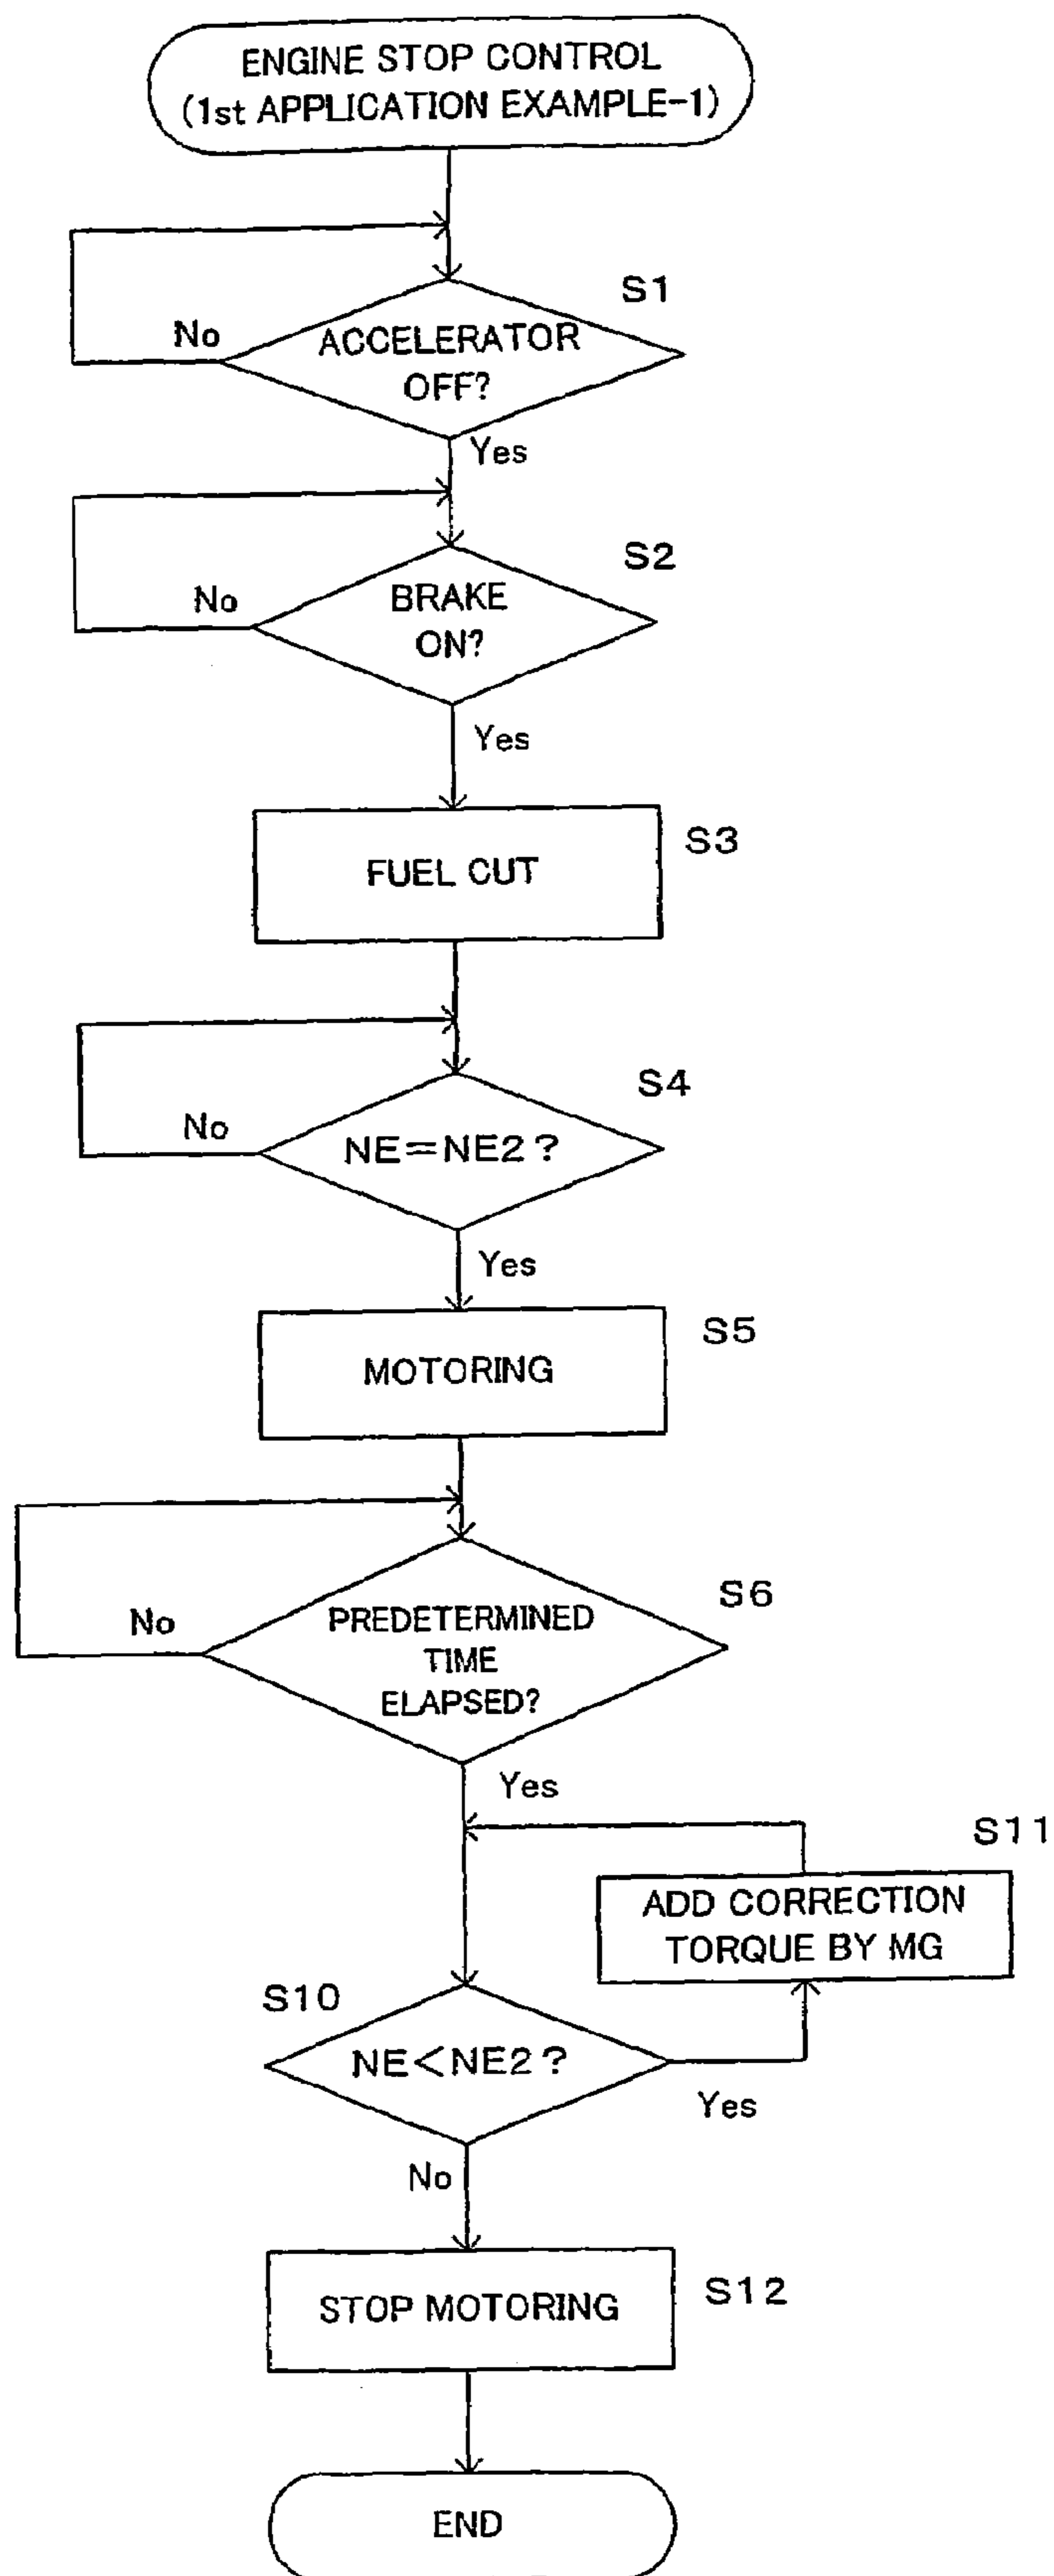 ENGINE STOP CONTROL
(1st APPLICATION EXAMPLE-1)
S1
No
ACCELERATOR
OFF?
Yes
S2
No
BRAKE
ON?
Yes
S3
FUEL CUT
S4
No
NE=NE2?
Yes
S5
MOTORING
S6
No
PREDETERMINED
TIME
ELAPSED?
Yes
S11
ADD CORRECTION
TORQUE BY MG
S10
NE<NE2?
Yes
No
S12
STOP MOTORING
END